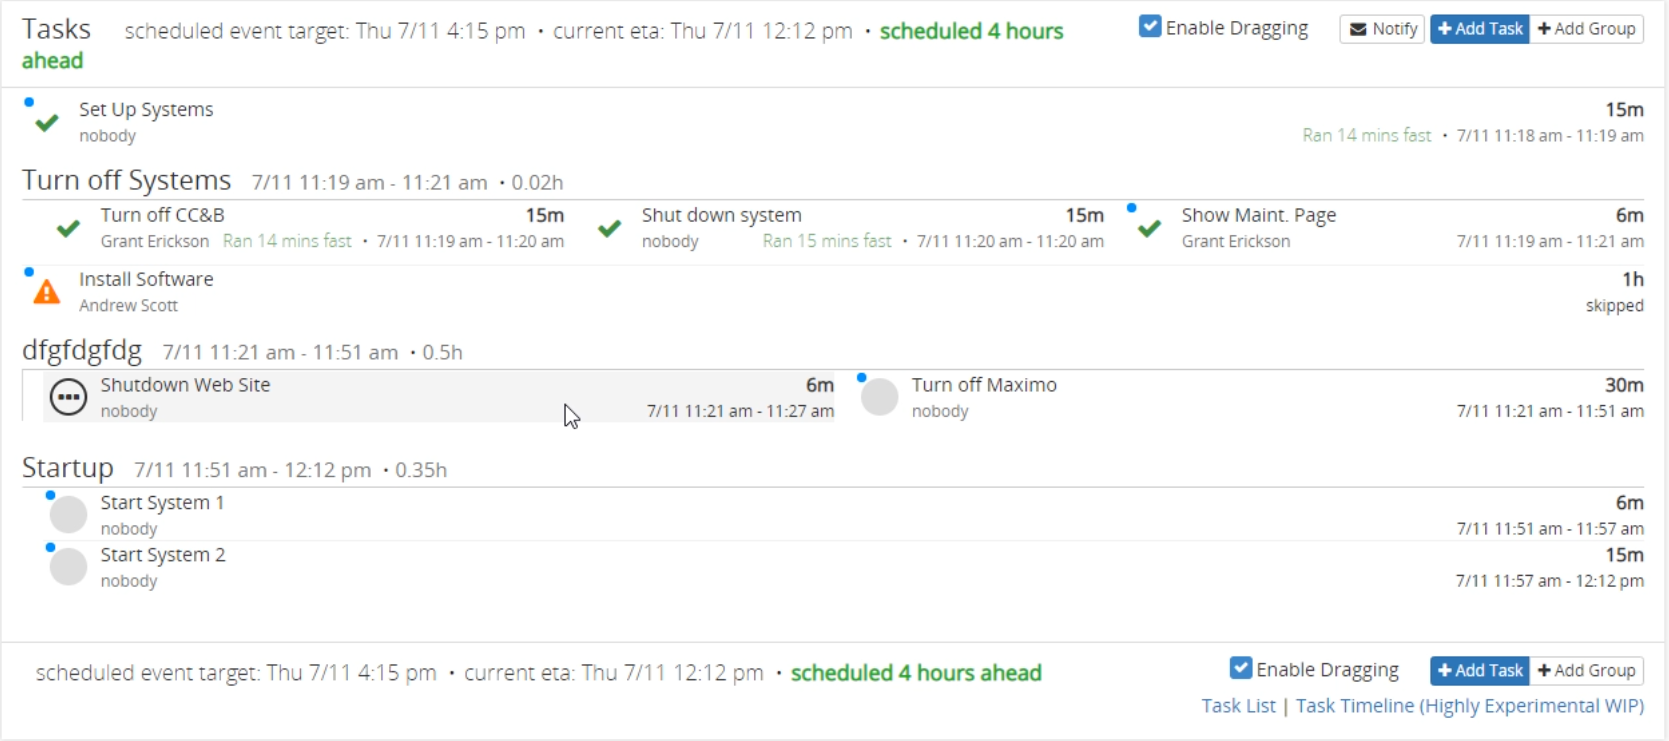 Tasks scheduled event target: Thu 7/11 4:15 pm • current eta: Thu 7/11 12:12 pm • scheduled 4 hours ahead
Enable Dragging Notify +Add Task +Add Group
Set Up Systems 15m
nobody Ran 14 mins fast • 7/11 11:18 am - 11:19 am
Turn off Systems 7/11 11:19 am - 11:21 am • 0.02h
Turn off CC&B 15m
Grant Erickson Ran 14 mins fast • 7/11 11:19 am - 11:20 am
Shut down system 15m
nobody Ran 15 mins fast • 7/11 11:20 am - 11:20 am
Show Maint. Page 6m
Grant Erickson 7/11 11:19 am - 11:21 am
Install Software 1h
Andrew Scott skipped
dfgfdgfdg 7/11 11:21 am - 11:51 am • 0.5h
Shutdown Web Site 6m
nobody 7/11 11:21 am - 11:27 am
Turn off Maximo 30m
nobody 7/11 11:21 am - 11:51 am
Startup 7/11 11:51 am - 12:12 pm • 0.35h
Start System 1 6m
nobody 7/11 11:51 am - 11:57 am
Start System 2 15m
nobody 7/11 11:57 am - 12:12 pm
scheduled event target: Thu 7/11 4:15 pm • current eta: Thu 7/11 12:12 pm • scheduled 4 hours ahead
Enable Dragging +Add Task +Add Group
Task List | Task Timeline (Highly Experimental WIP)